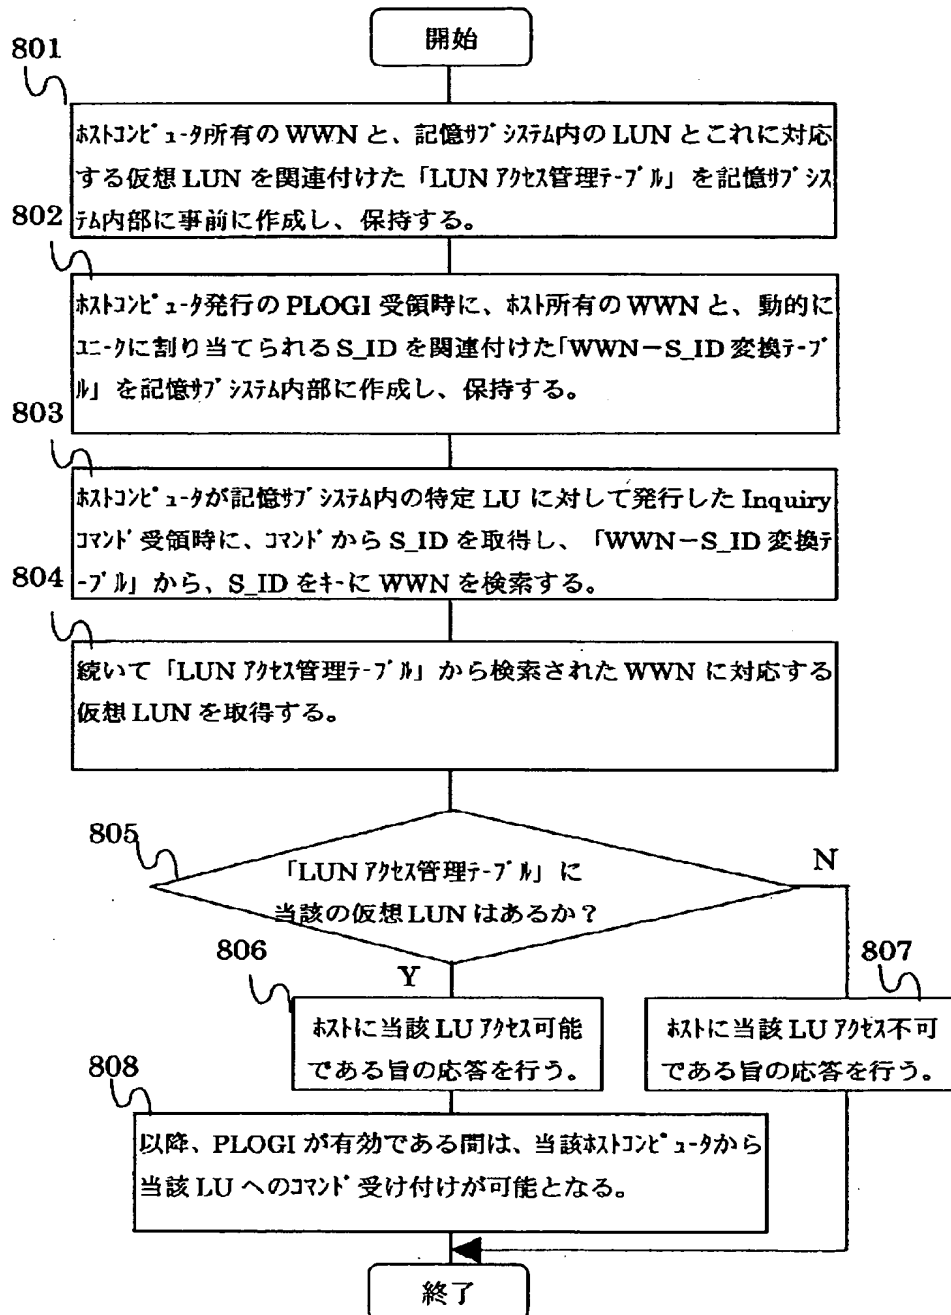 開始
801
ﾎｽﾄｺﾝﾋﾟｭｰﾀ所有の WWN と、記憶ｻﾌﾞｼｽﾃﾑ内の LUN とこれに対応
する仮想 LUN を関連付けた「LUN ｱｸｾｽ管理ﾃｰﾌﾞﾙ」を記憶ｻﾌﾞｼｽ
ﾃﾑ内部に事前に作成し、保持する。
802
ﾎｽﾄｺﾝﾋﾟｭｰﾀ発行の PLOGI 受領時に、ﾎｽﾄ所有の WWN と、動的に
ﾕﾆｰｸに割り当てられる S_ID を関連付けた「WWN－S_ID 変換ﾃｰﾌﾞ
ﾙ」を記憶ｻﾌﾞｼｽﾃﾑ内部に作成し、保持する。
803
ﾎｽﾄｺﾝﾋﾟｭｰﾀが記憶ｻﾌﾞｼｽﾃﾑ内の特定 LU に対して発行した Inquiry
ｺﾏﾝﾄﾞ受領時に、ｺﾏﾝﾄﾞから S_ID を取得し、「WWN－S_ID 変換ﾃ
ｰﾌﾞﾙ」から、S_ID をｷｰに WWN を検索する。
804
続いて「LUN ｱｸｾｽ管理ﾃｰﾌﾞﾙ」から検索された WWN に対応する
仮想 LUN を取得する。
805
「LUN ｱｸｾｽ管理ﾃｰﾌﾞﾙ」に
当該の仮想 LUN はあるか？
N
Y
806
ﾎｽﾄに当該 LU ｱｸｾｽ可能
である旨の応答を行う。
807
ﾎｽﾄに当該 LU ｱｸｾｽ不可
である旨の応答を行う。
808
以降、PLOGI が有効である間は、当該ﾎｽﾄｺﾝﾋﾟｭｰﾀから
当該 LU へのｺﾏﾝﾄﾞ受け付けが可能となる。
終了